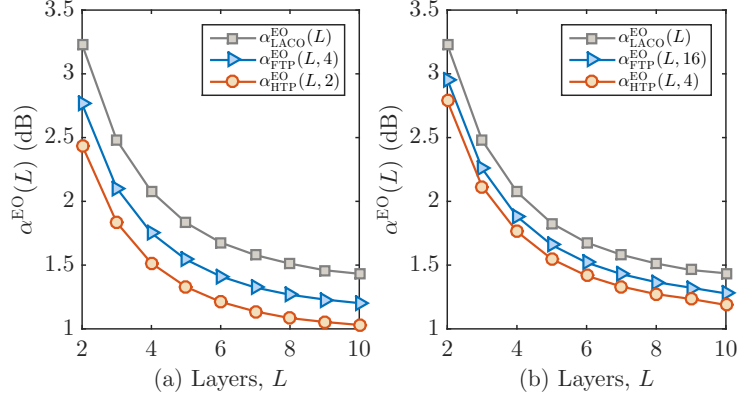 3.5
3
2.5
2
1.5
1
α^EO(L) (dB)
α^EO_LACO(L)
α^EO_FTP(L, 4)
α^EO_HTP(L, 2)
2 4 6 8 10
(a) Layers, L
3.5
3
2.5
2
1.5
1
α^EO(L) (dB)
α^EO_LACO(L)
α^EO_FTP(L, 16)
α^EO_HTP(L, 4)
2 4 6 8 10
(b) Layers, L